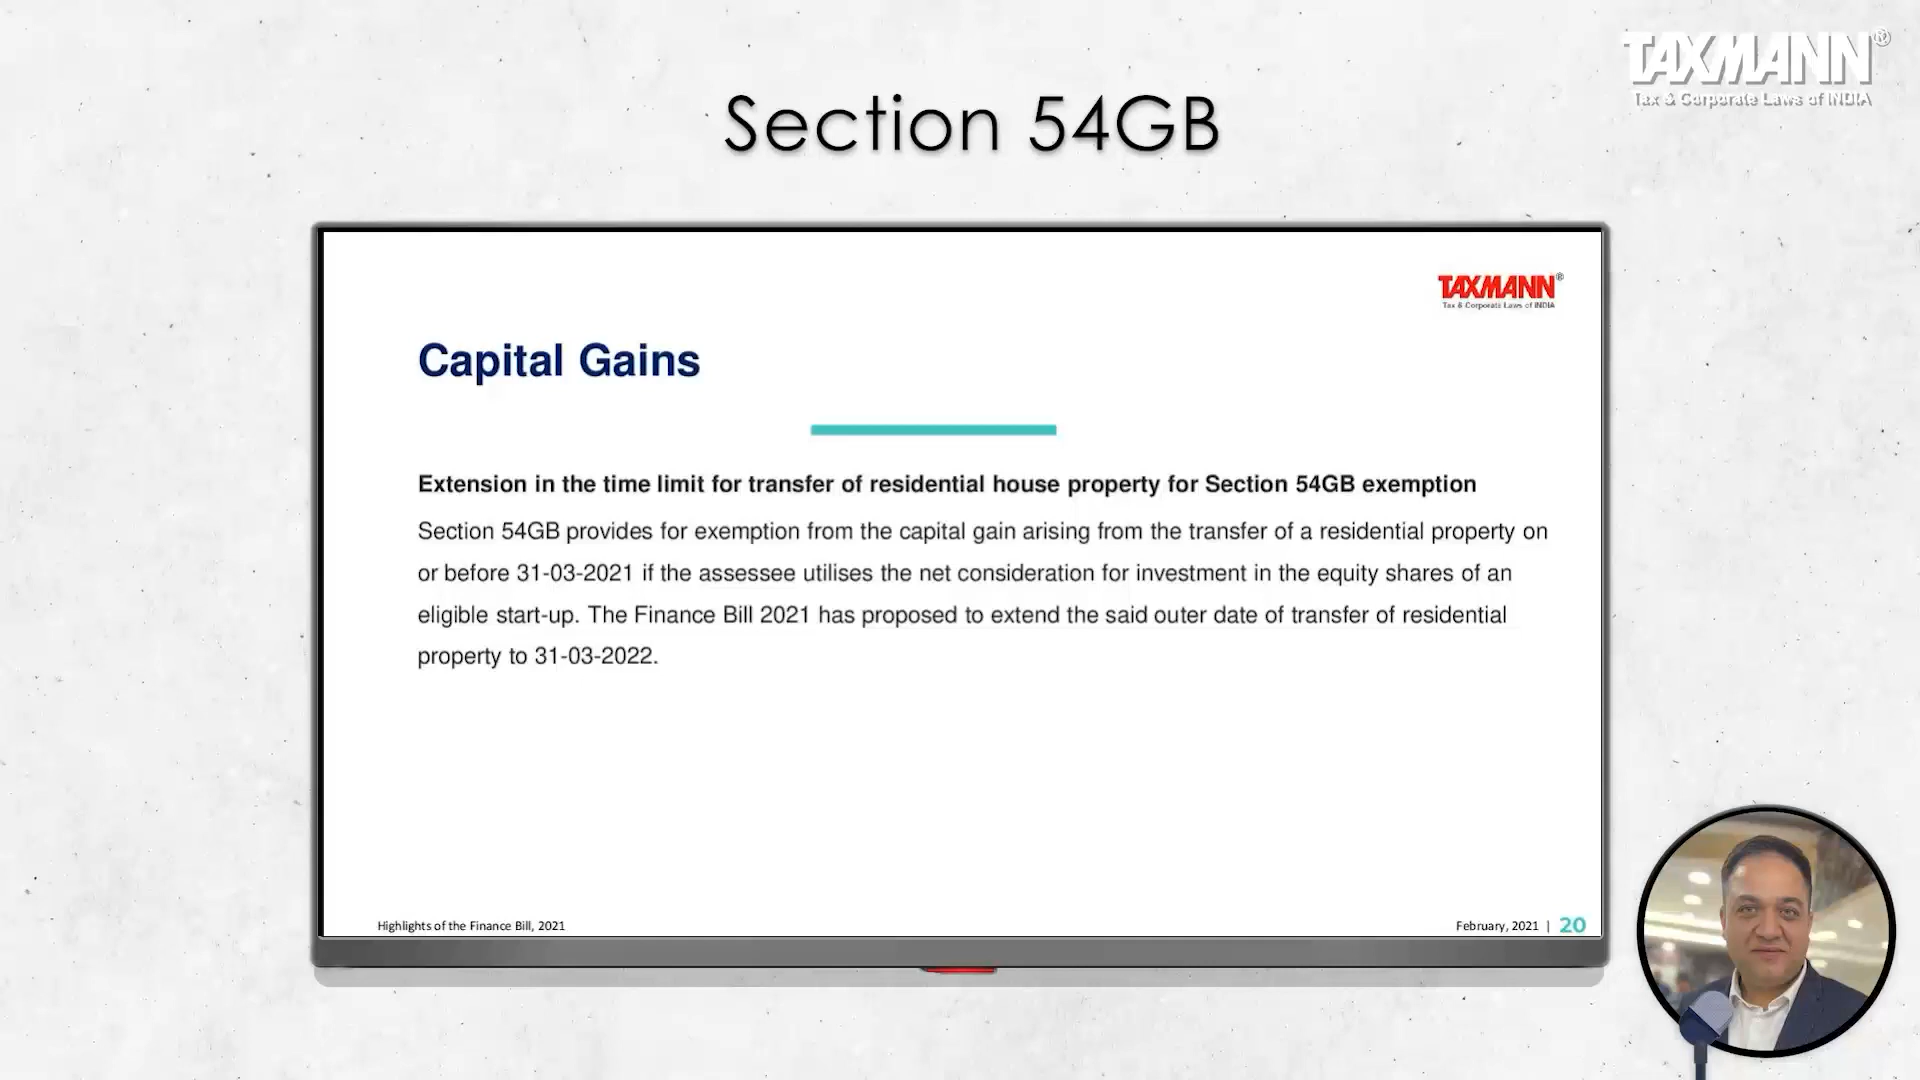 TAXMANN®
Tax & Corporate Laws of INDIA
Section 54GB
TAXMANN®
Tax & Corporate Laws of INDIA
Capital Gains
Extension in the time limit for transfer of residential house property for Section 54GB exemption
Section 54GB provides for exemption from the capital gain arising from the transfer of a residential property on
or before 31-03-2021 if the assessee utilises the net consideration for investment in the equity shares of an
eligible start-up. The Finance Bill 2021 has proposed to extend the said outer date of transfer of residential
property to 31-03-2022.
Highlights of the Finance Bill, 2021
February, 2021 | 20